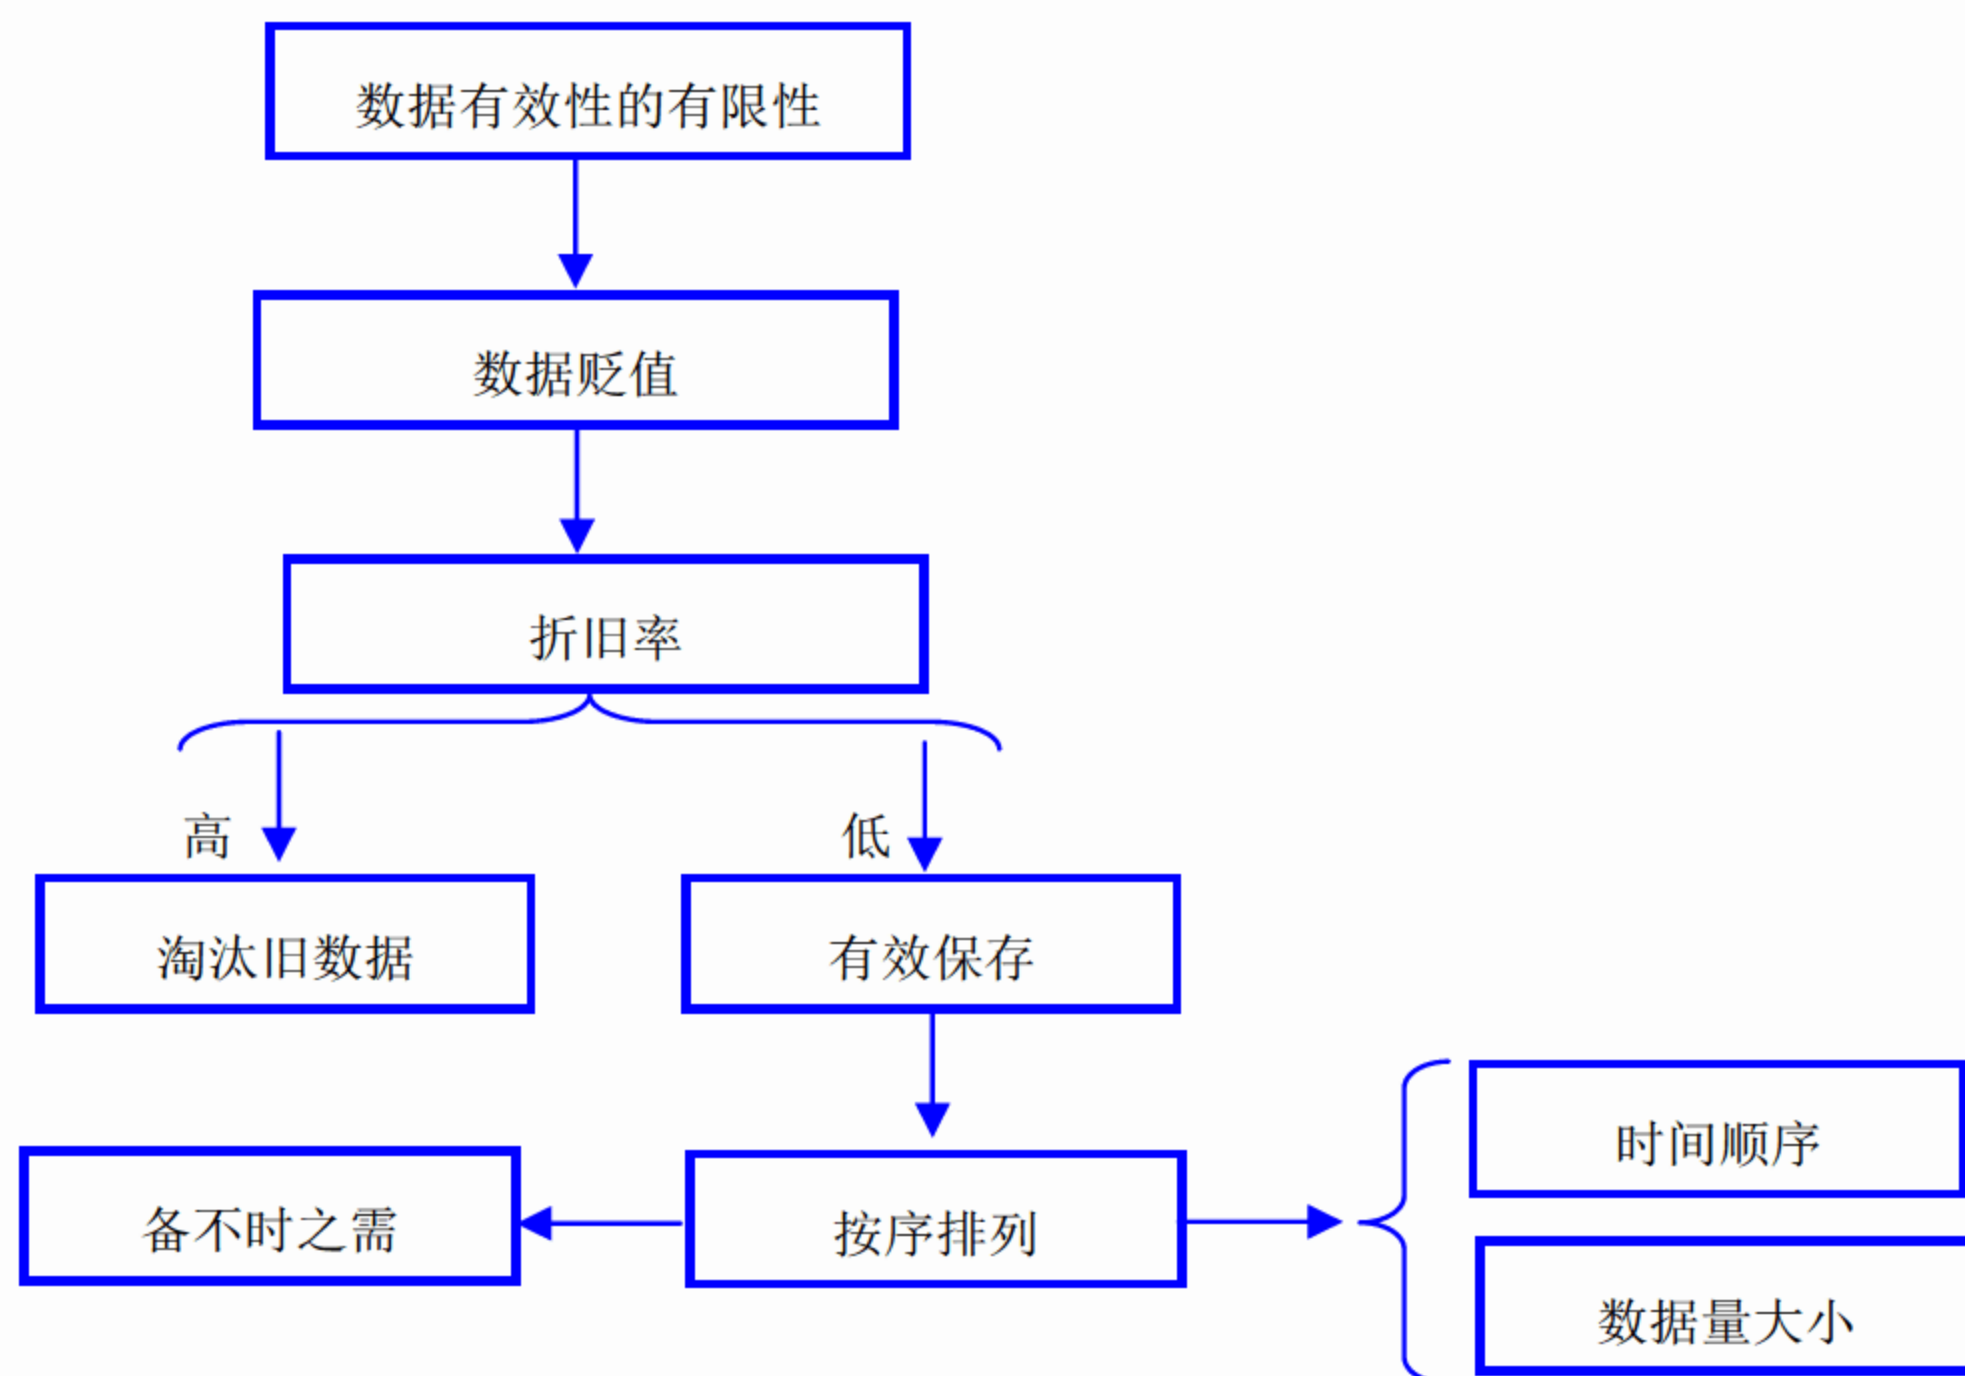 数据有效性的有限性
数据贬值
折旧率
高
低
淘汰旧数据
有效保存
时间顺序
备不时之需
按序排列
数据量大小